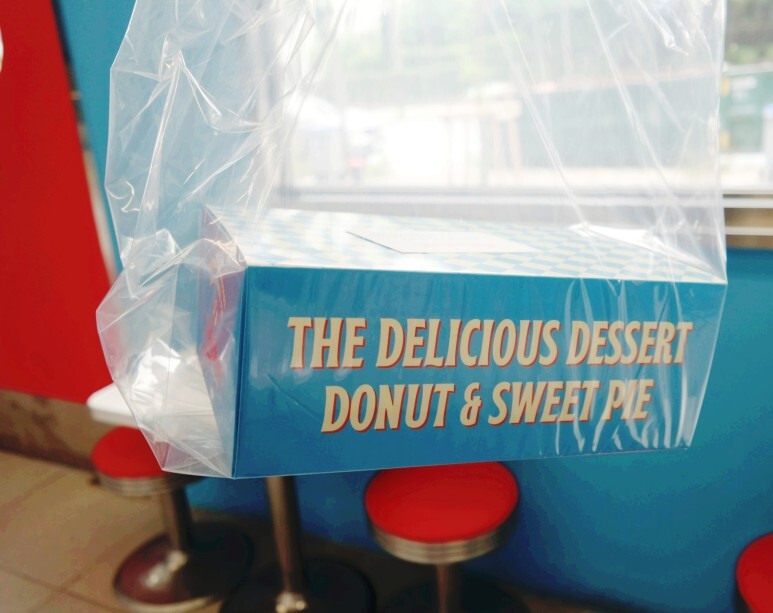 THE DELICIOUS DESSERT
DONUT & SWEET PIE